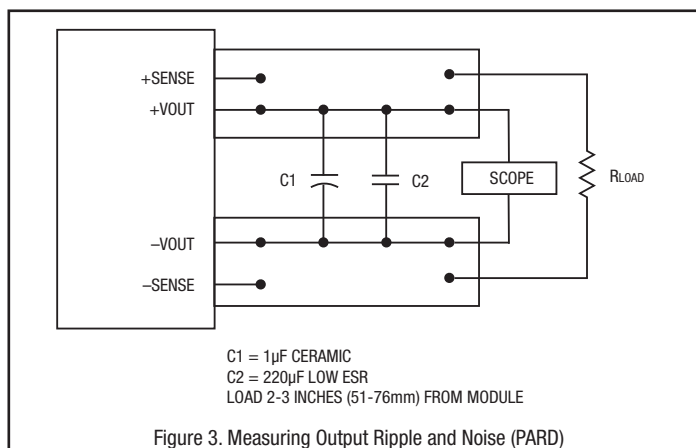 +SENSE
+VOUT
C1
C2
SCOPE
RLOAD
−VOUT
−SENSE
C1 = 1µF CERAMIC
C2 = 220µF LOW ESR
LOAD 2-3 INCHES (51-76mm) FROM MODULE
Figure 3. Measuring Output Ripple and Noise (PARD)